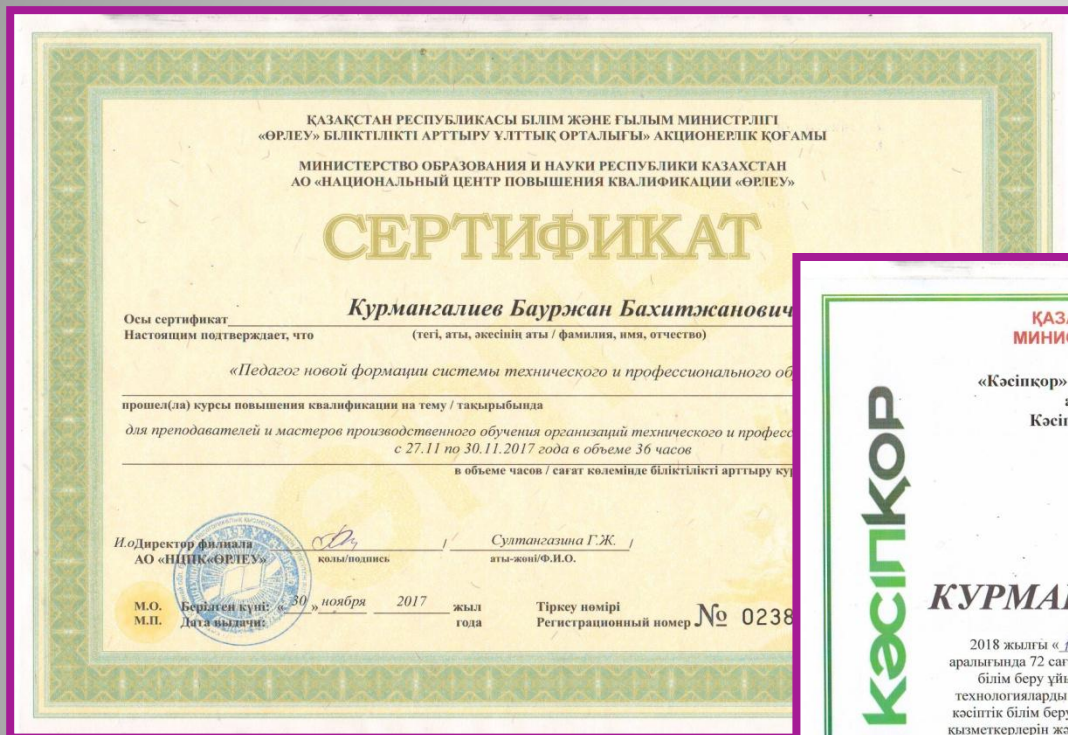 ҚАЗАҚСТАН РЕСПУБЛИКАСЫ БІЛІМ ЖӘНЕ ҒЫЛЫМ МИНИСТРЛІГІ
«ӨРЛЕУ» БІЛІКТІЛІКТІ АРТТЫРУ ҰЛТТЫҚ ОРТАЛЫҒЫ» АКЦИОНЕРЛІК ҚОҒАМЫ
МИНИСТЕРСТВО ОБРАЗОВАНИЯ И НАУКИ РЕСПУБЛИКИ КАЗАХСТАН
АО «НАЦИОНАЛЬНЫЙ ЦЕНТР ПОВЫШЕНИЯ КВАЛИФИКАЦИИ «ӨРЛЕУ»
СЕРТИФИКАТ
Осы сертификат Курмангалиев Бауржан Бахитжанович
Настоящим подтверждает, что (тегі, аты, әкесінің аты / фамилия, имя, отчество)
«Педагог новой формации системы технического и профессионального об
прошел(ла) курсы повышения квалификации на тему / тақырыбында
для преподавателей и мастеров производственного обучения организаций технического и професс
с 27.11 по 30.11.2017 года в объеме 36 часов
в объеме часов / сағат көлемінде біліктілікті арттыру кур
И.оДиректор филиала / Султангазина Г.Ж. /
АО «НЦПК«ӨРЛЕУ» қолы/подпись аты-жөні/Ф.И.О.
М.О. Берілген күні: « 30 » ноября 2017 жыл Тіркеу нөмірі
М.П. Дата выдачи: года Регистрационный номер № 0238
КӘСІПҚОР
ҚАЗА
МИНИС
«Кәсіпқор»
а
Кәсіп
КУРМАН
2018 жылғы «
аралығында 72 сағ
білім беру ұйы
технологиялард
кәсіптік білім беру
қызметкерлерін жә